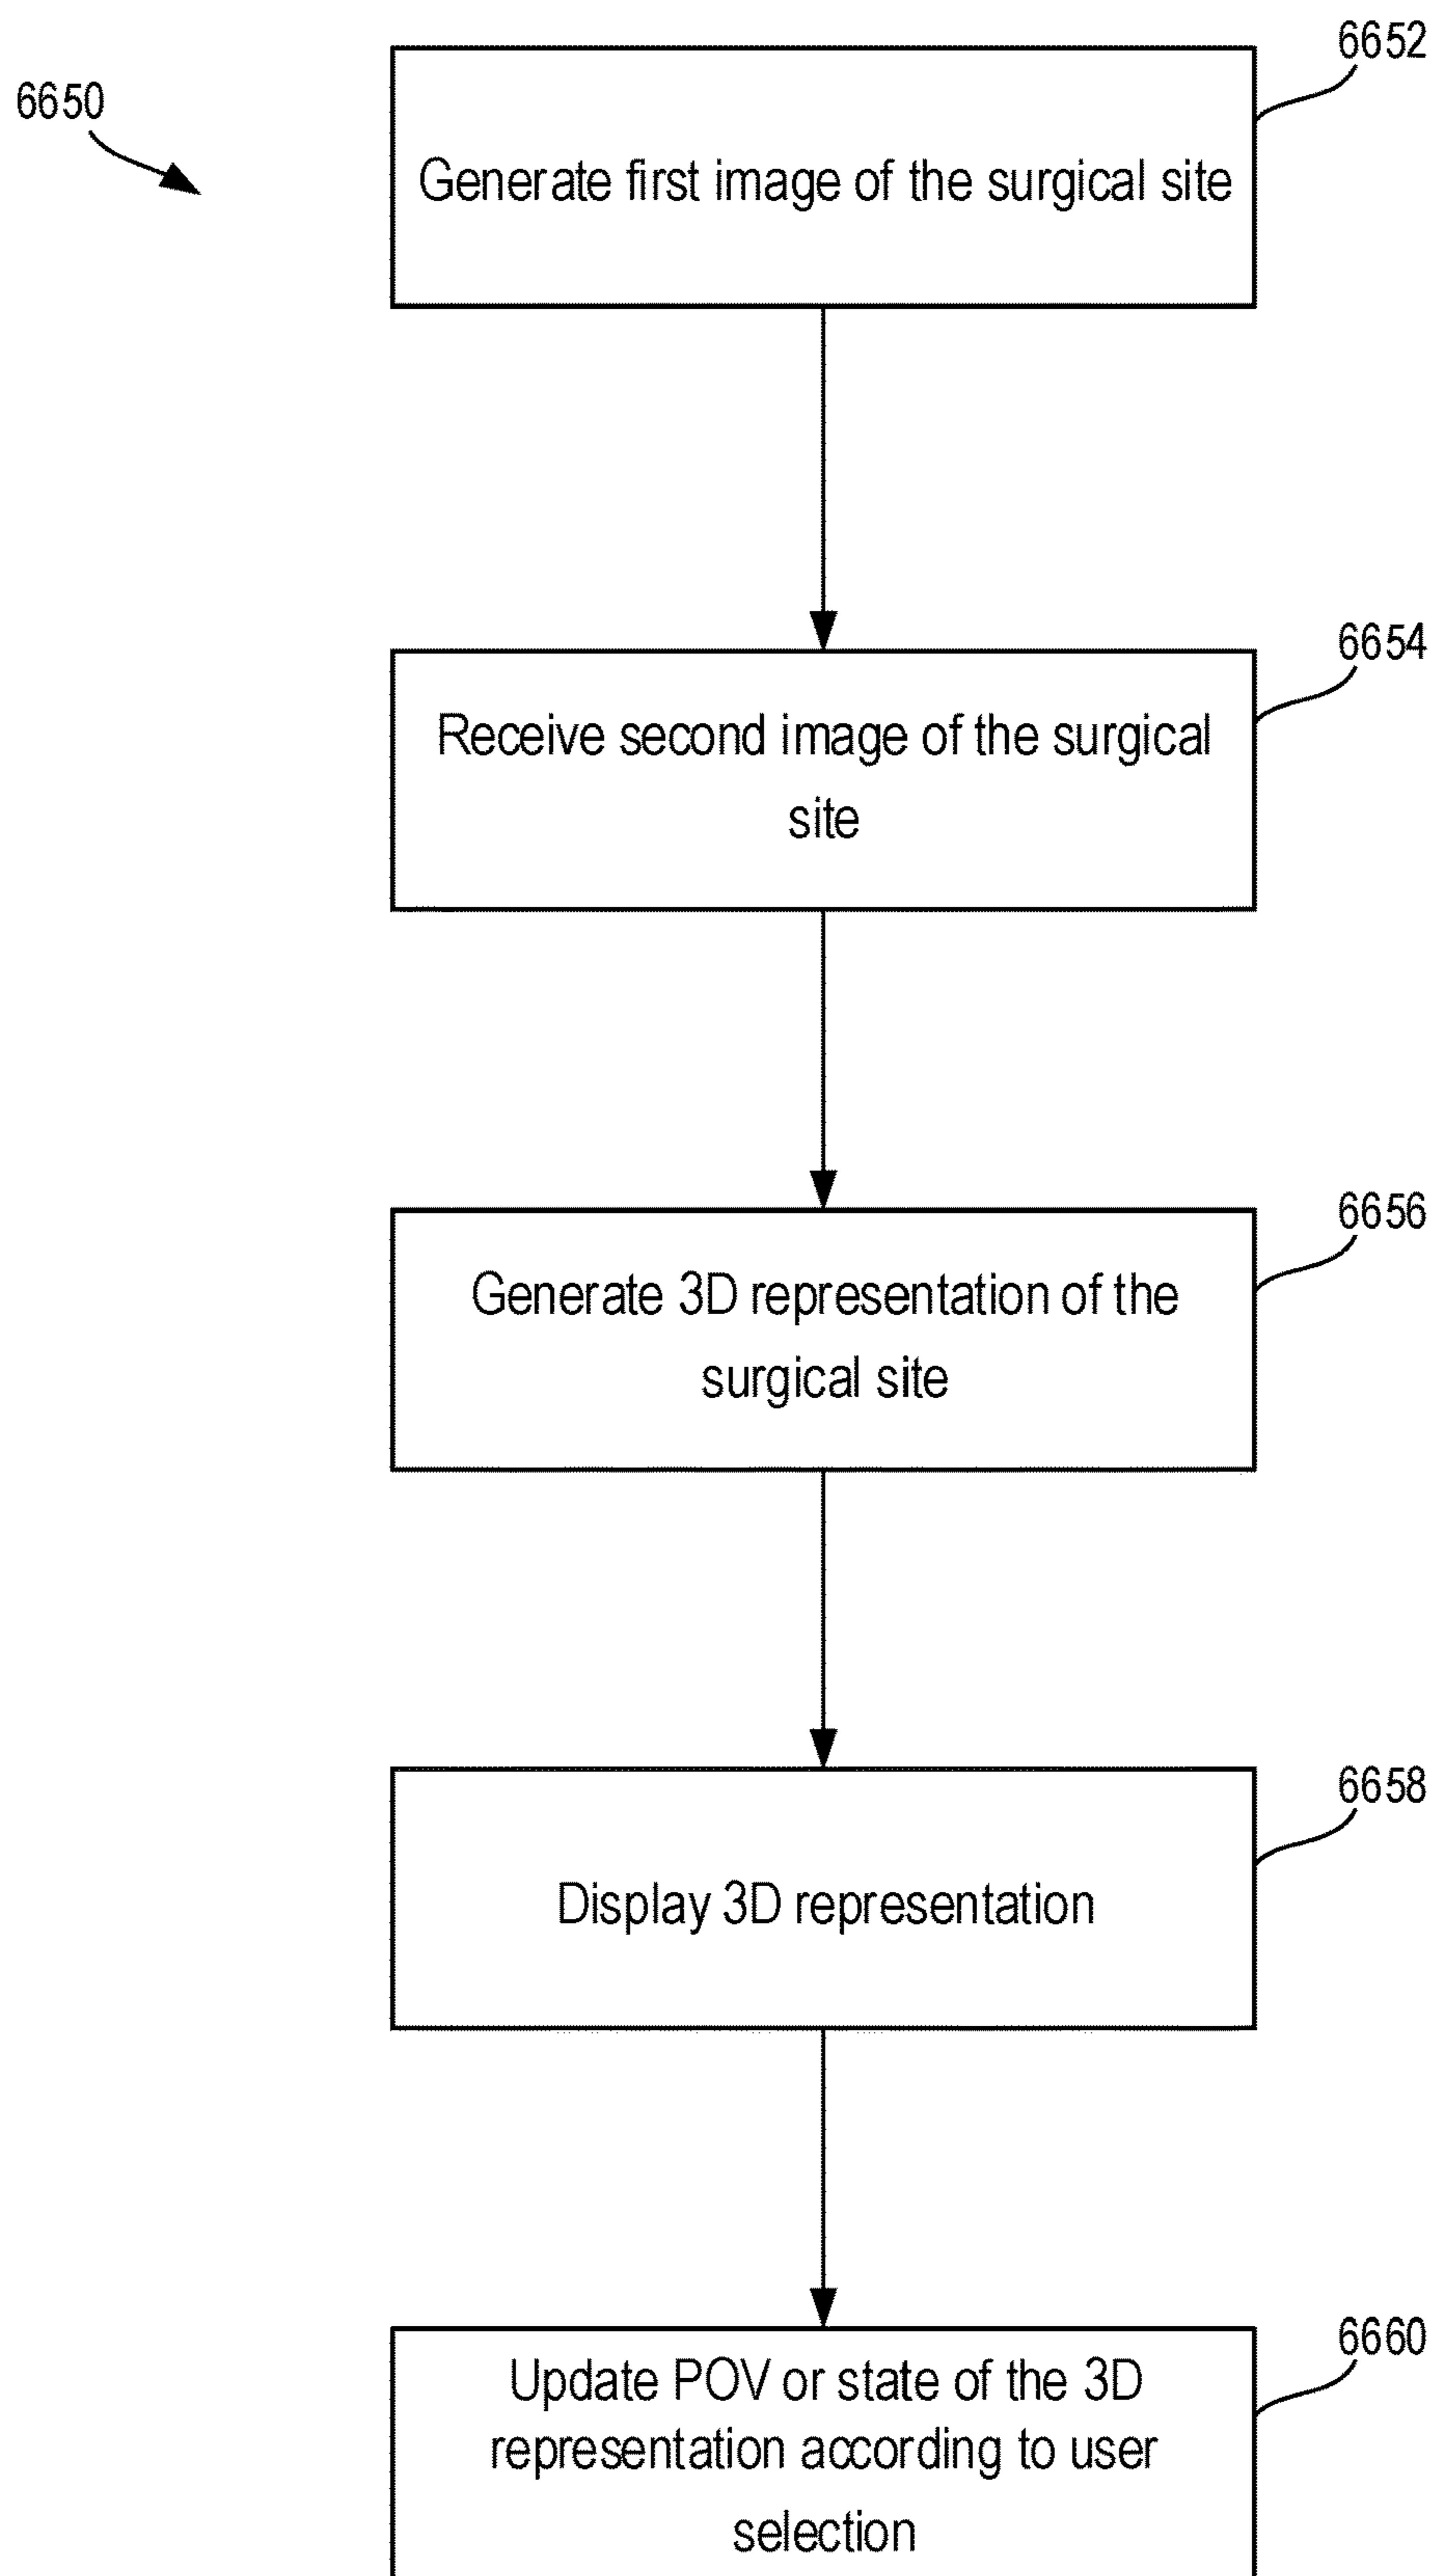 6652
6650
Generate first image of the surgical site
6654
Receive second image of the surgical
site
6656
Generate 3D representation of the
surgical site
6658
Display 3D representation
6660
Update POV or state of the 3D
representation according to user
selection